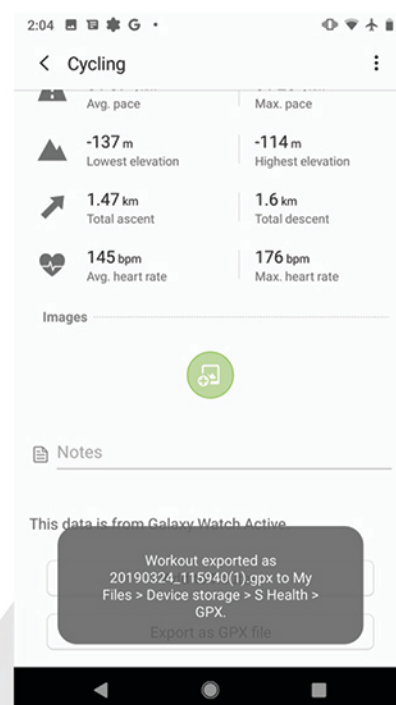 2:04 G
Cycling
Avg. pace Max. pace
-137 m -114 m
Lowest elevation Highest elevation
1.47 km 1.6 km
Total ascent Total descent
145 bpm 176 bpm
Avg. heart rate Max. heart rate
Images
Notes
This data is from Galaxy Watch Active.
Workout exported as
20190324_115940(1).gpx to My
Files > Device storage > S Health >
GPX.
Export as GPX file